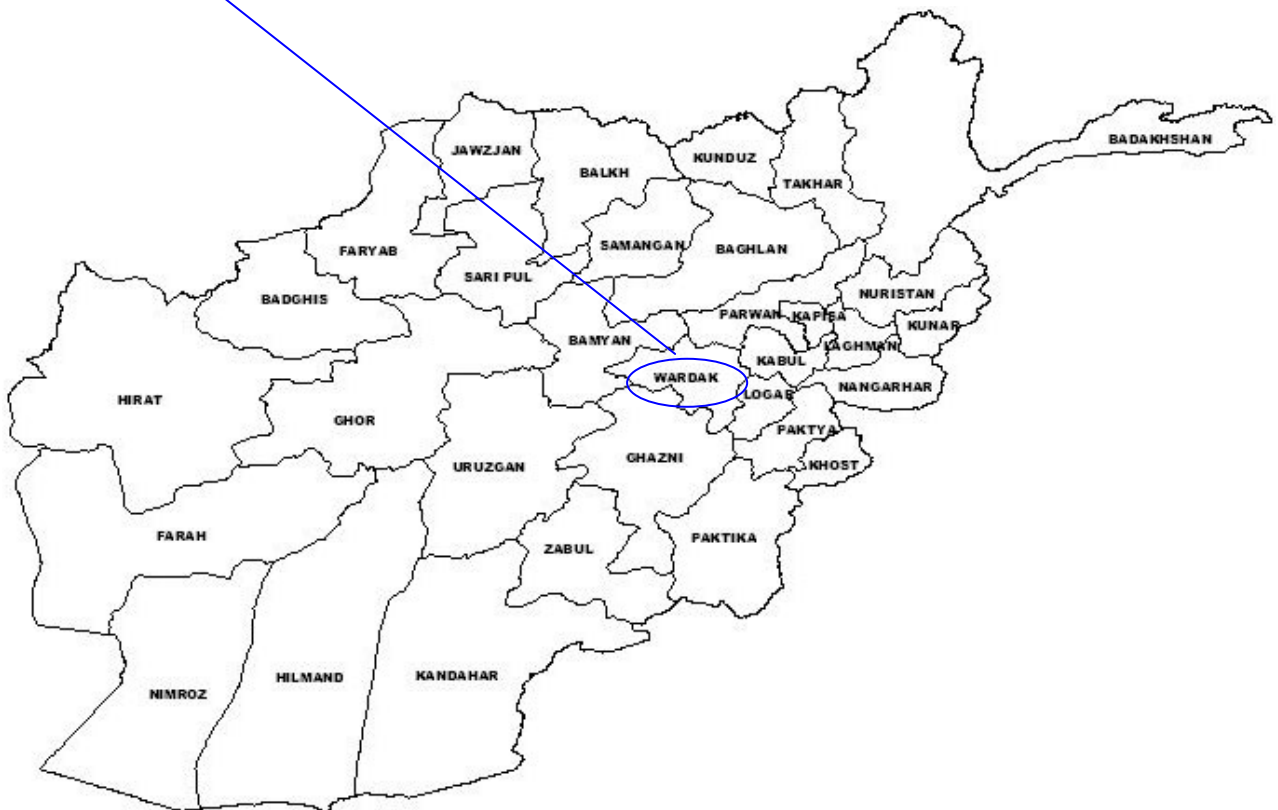 BADAKHSHAN
JAWZJAN
KUNDUZ
BALKH
TAKHAR
FARYAB
SAMANGAN
BAGHLAN
SARI PUL
BADGHIS
NURISTAN
PARWAN
KAPISA
KUNAR
BAMYAN
LAGHMAN
KABUL
WARDAK
NANGARHAR
LOGAR
HIRAT
GHOR
PAKTYA
GHAZNI
KHOST
URUZGAN
FARAH
PAKTIKA
ZABUL
KANDAHAR
HILMAND
NIMROZ